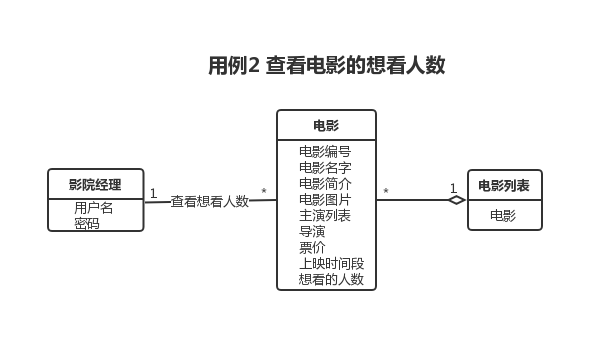 用例2 查看电影的想看人数
影院经理
用户名
密码
1
查看想看人数
*
电影
电影编号
电影名字
电影简介
电影图片
主演列表
导演
票价
上映时间段
想看的人数
*
1
电影列表
电影